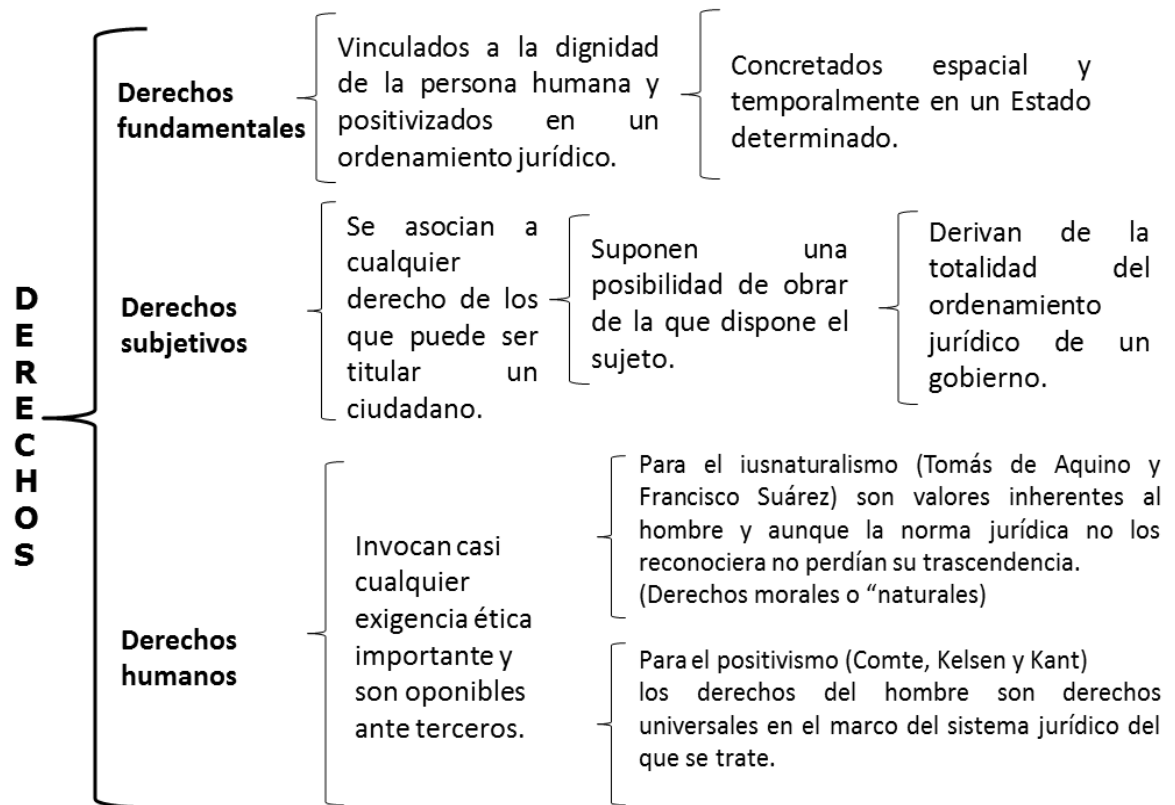 DERECHOS
Derechos
fundamentales
Vinculados a la dignidad
de la persona humana y
positivizados en un
ordenamiento jurídico.
Concretados espacial y
temporalmente en un Estado
determinado.
Derechos
subjetivos
Se asocian a
cualquier
derecho de los
que puede ser
titular un
ciudadano.
Suponen una
posibilidad de obrar
de la que dispone el
sujeto.
Derivan de la
totalidad del
ordenamiento
jurídico de un
gobierno.
Derechos
humanos
Invocan casi
cualquier
exigencia ética
importante y
son oponibles
ante terceros.
Para el iusnaturalismo (Tomás de Aquino y
Francisco Suárez) son valores inherentes al
hombre y aunque la norma jurídica no los
reconociera no perdían su trascendencia.
(Derechos morales o “naturales)
Para el positivismo (Comte, Kelsen y Kant)
los derechos del hombre son derechos
universales en el marco del sistema jurídico del
que se trate.